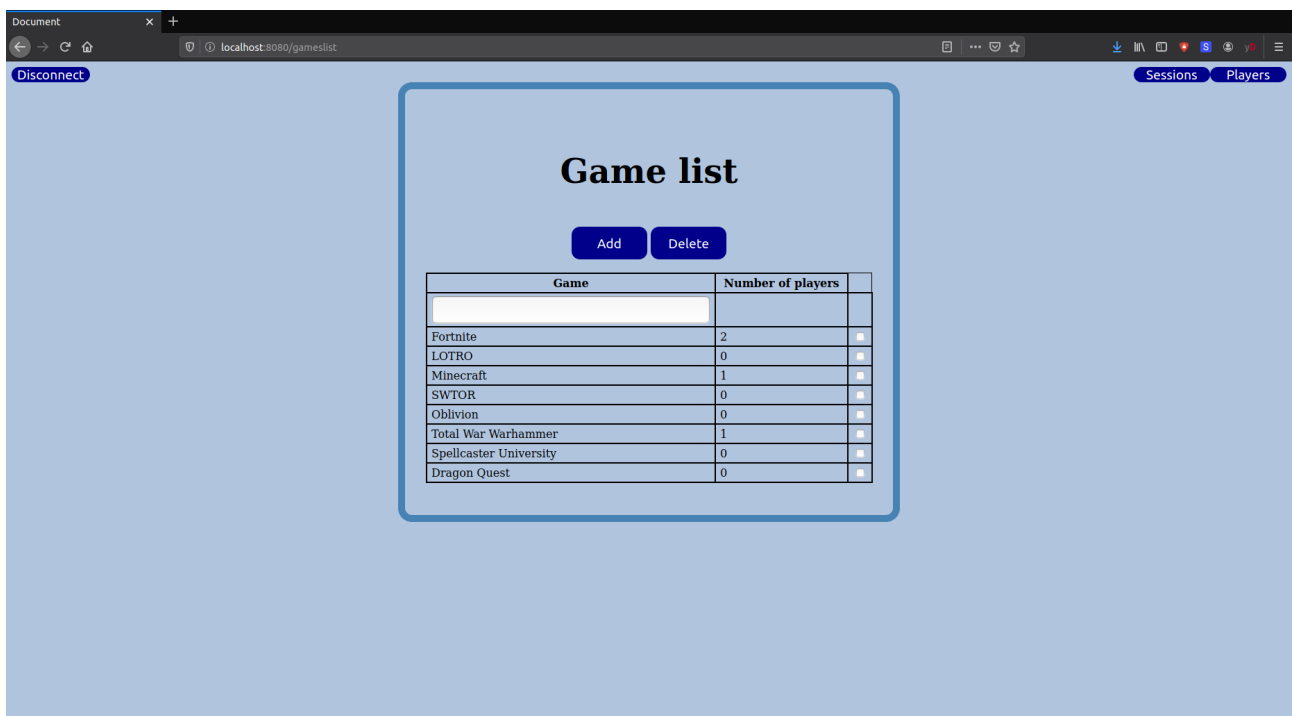 Document
localhost:8080/gameslist
Disconnect
Sessions Players
Game list
Add Delete
Game Number of players
Fortnite 2
LOTRO 0
Minecraft 1
SWTOR 0
Oblivion 0
Total War Warhammer 1
Spellcaster University 0
Dragon Quest 0